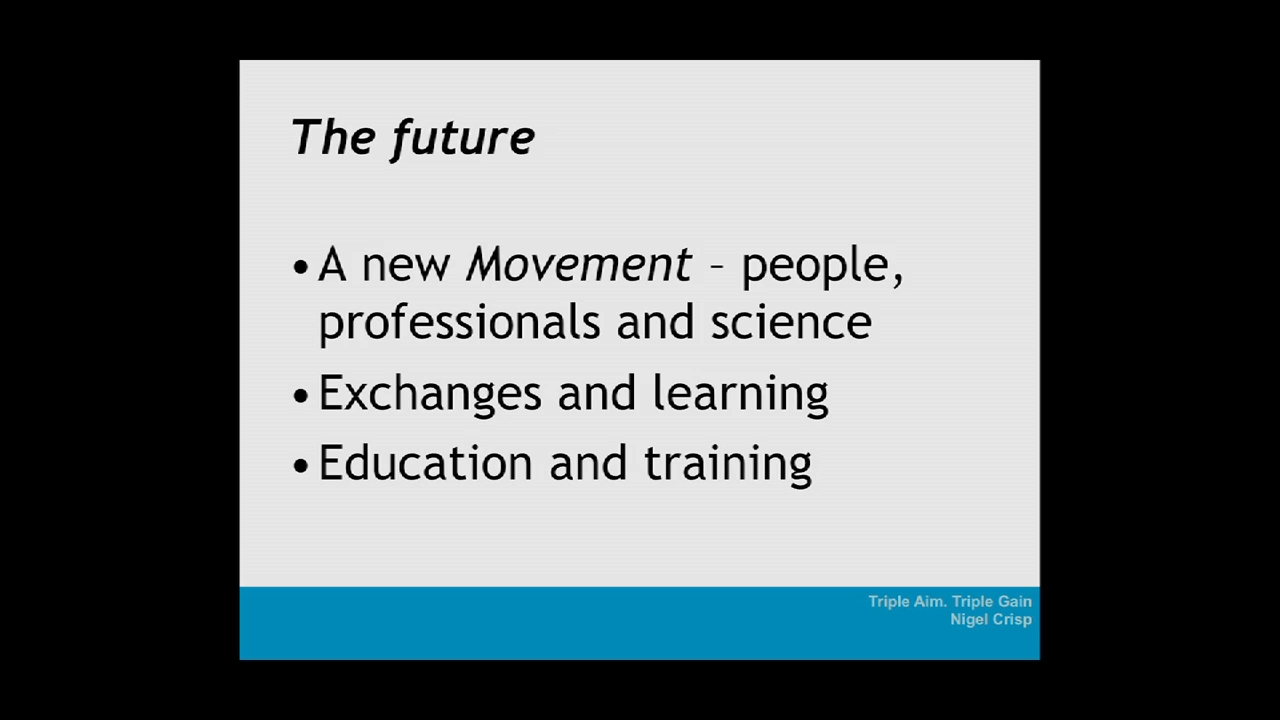 The future
•A new Movement – people,
professionals and science
•Exchanges and learning
•Education and training
Triple Aim. Triple Gain
Nigel Crisp